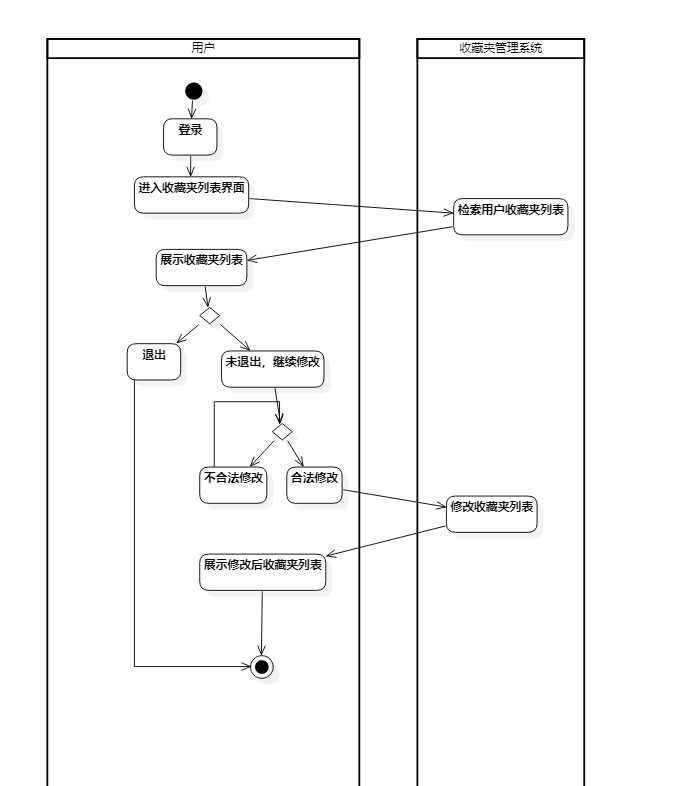 用户
收藏夹管理系统
登录
进入收藏夹列表界面
检索用户收藏夹列表
展示收藏夹列表
退出
未退出，继续修改
不合法修改
合法修改
修改收藏夹列表
展示修改后收藏夹列表